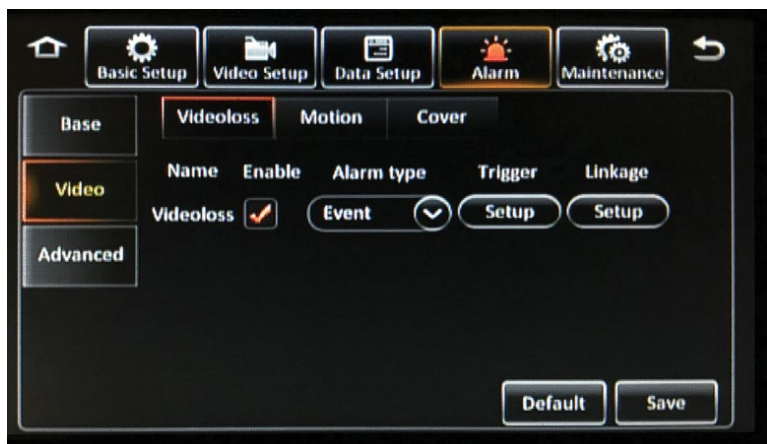 Basic Setup Video Setup Data Setup Alarm Maintenance
Base Videoloss Motion Cover
Name Enable Alarm type Trigger Linkage
Video
Videoloss Event Setup Setup
Advanced
Default Save